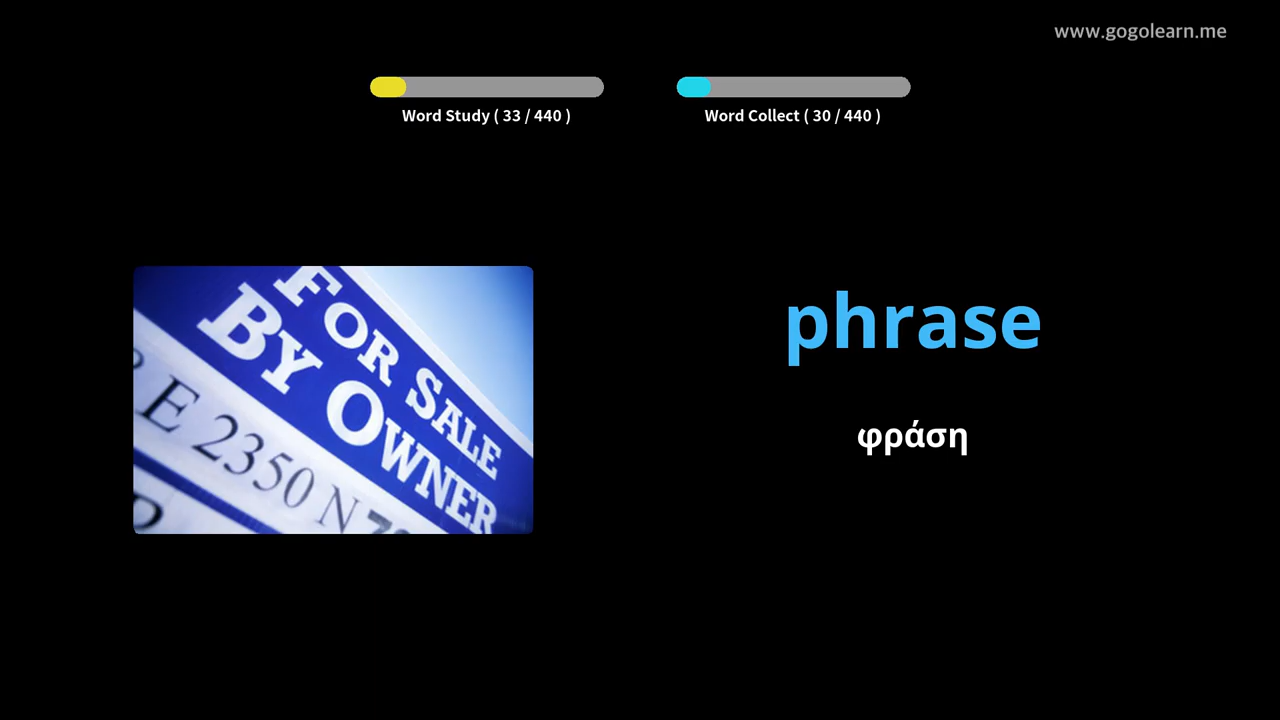 www.gogolearn.me
Word Study ( 33 / 440 )
Word Collect ( 30 / 440 )
FOR SALE
BY OWNER
E 2350 N
phrase
φράση